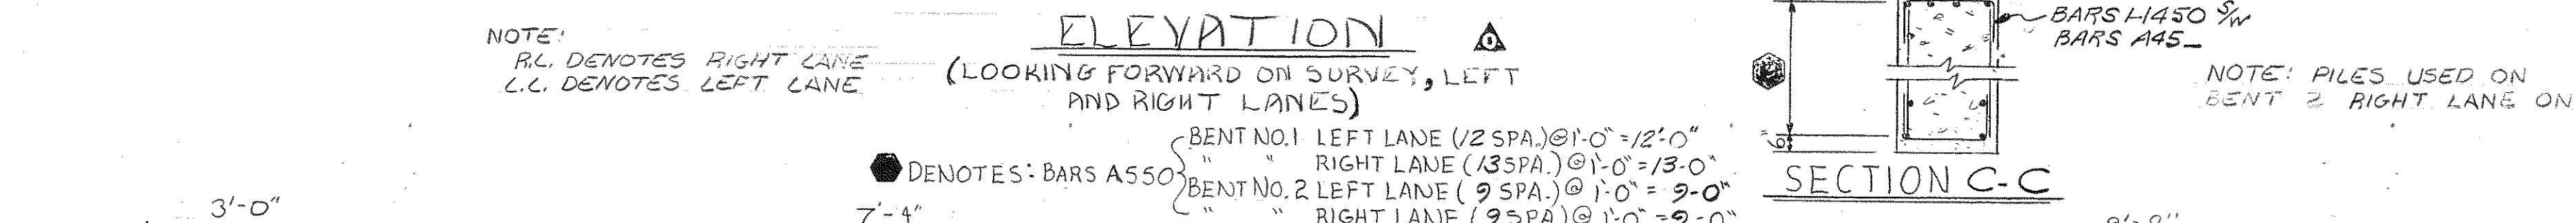 NOTE:
R.L. DENOTES RIGHT LANE
L.L. DENOTES LEFT LANE
ELEVATION
(LOOKING FORWARD ON SURVEY, LEFT
AND RIGHT LANES)
DENOTES: BARS A550
BENT NO.1 LEFT LANE (12 SPA.)@1'-0"=12'-0"
" " RIGHT LANE (13 SPA.)@1'-0"=13-0"
BENT NO.2 LEFT LANE (9 SPA.)@ 1'-0" = 9-0"
" " RIGHT LANE (9 SPA)@ 1'-0" =9-0"
BARS H450 S/W
BARS A45_
6"
SECTION C-C
NOTE: PILES USED ON
BENT 2 RIGHT LANE ON
3'-0"
7'-4"